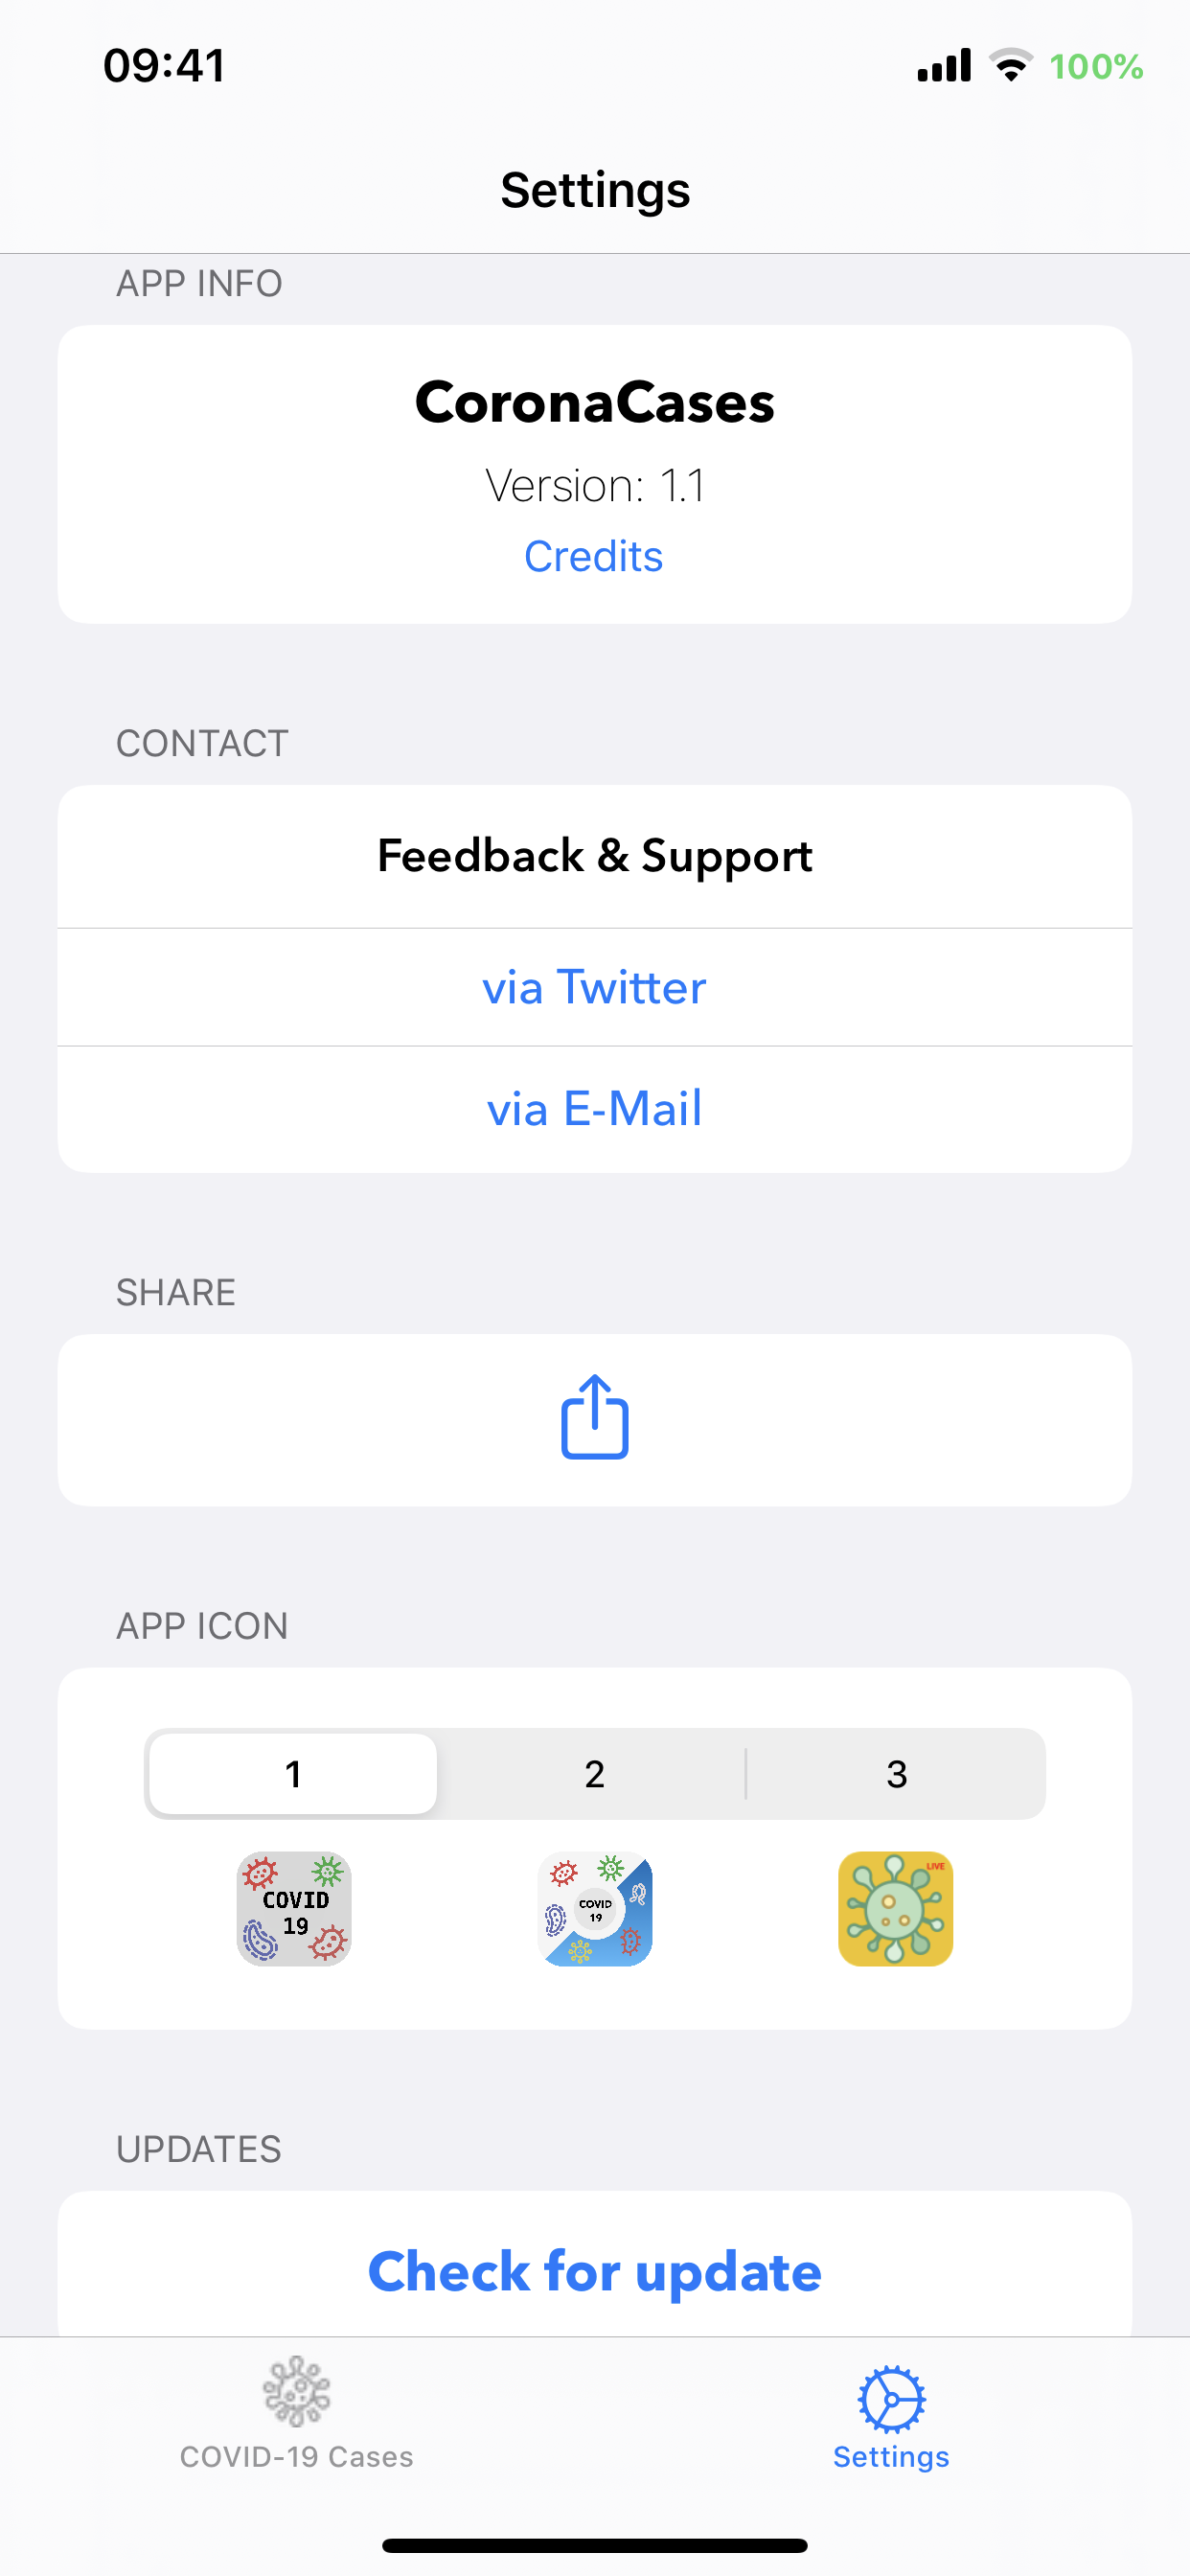 09:41
100%
Settings
APP INFO
CoronaCases
Version: 1.1
Credits
CONTACT
Feedback & Support
via Twitter
via E-Mail
SHARE
APP ICON
1 2 3
COVID
19
COVID
19
LIVE
UPDATES
Check for update
COVID-19 Cases
Settings